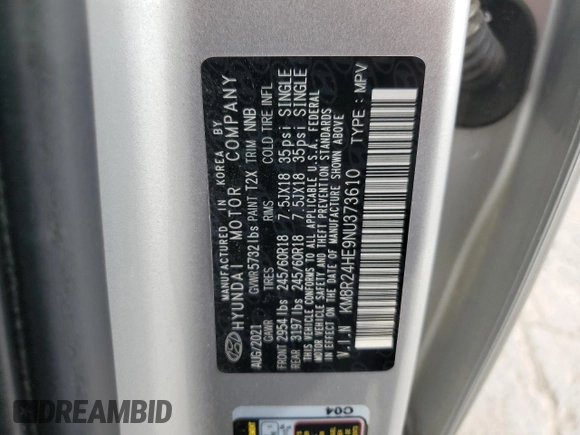 MANUFACTURED IN KOREA BY
HYUNDAI MOTOR COMPANY
AUG/2021 GVWR 5732 lbs PAINT T2X TRIM NNB
GAWR TIRES RIMS COLD TIRE INFL
FRONT 2954 lbs 245/60R18 7.5JX18 35psi SINGLE
REAR 3197 lbs 245/60R18 7.5JX18 35psi SINGLE
THIS VEHICLE CONFORMS TO ALL APPLICABLE U.S.A. FEDERAL
MOTOR VEHICLE SAFETY, BUMPER, AND THEFT PREVENTION STANDARDS
IN EFFECT ON THE DATE OF MANUFACTURE SHOWN ABOVE
V.I.N KM8R24HE9NU373610 TYPE : MPV
C04
DREAMBID